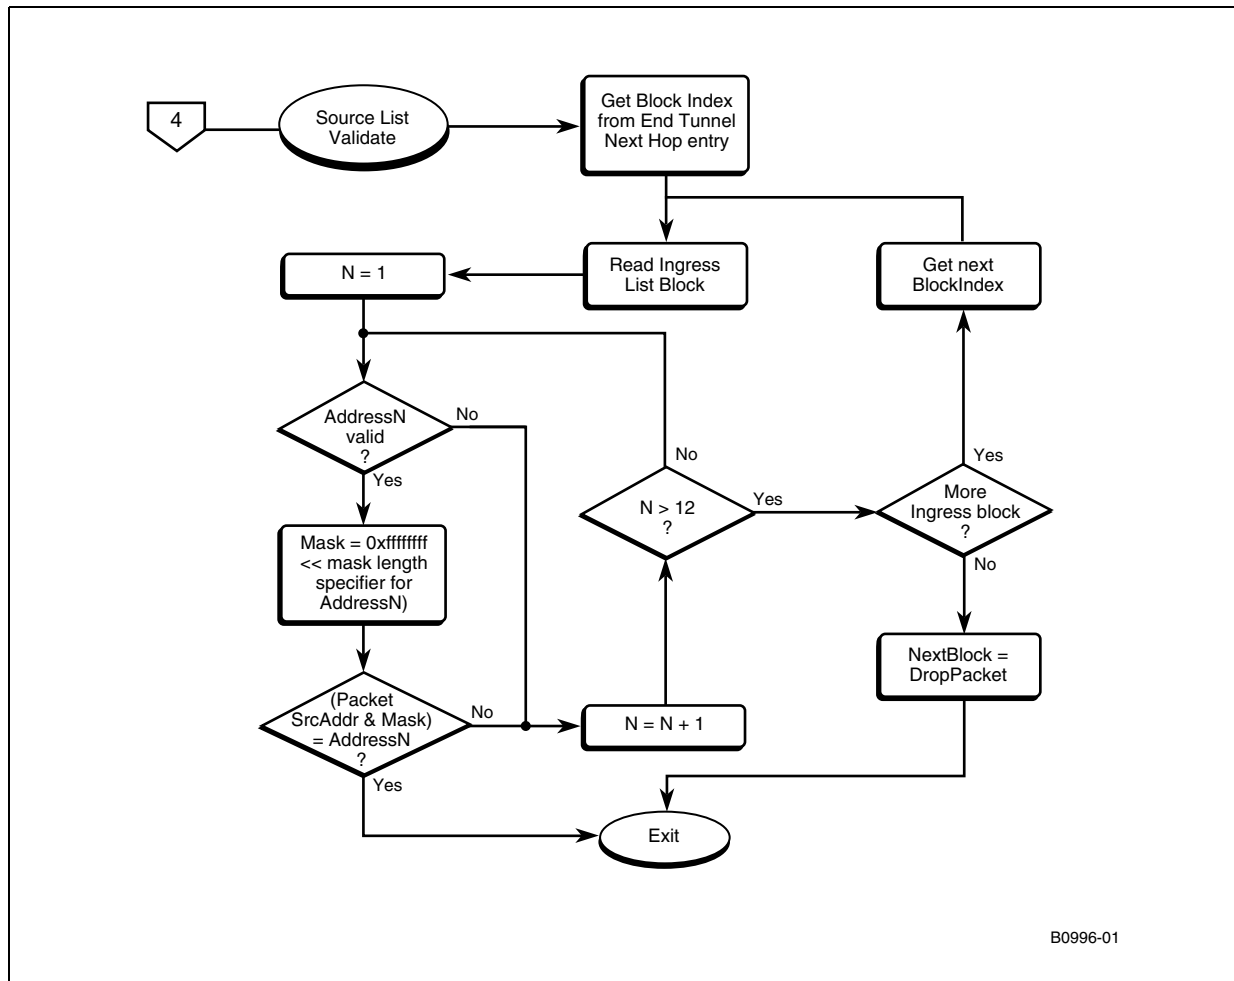 4
Source List
Validate
Get Block Index
from End Tunnel
Next Hop entry
N = 1
Read Ingress
List Block
Get next
BlockIndex
AddressN
valid
?
No
Yes
Mask = 0xffffffff
<< mask length
specifier for
AddressN)
(Packet
SrcAddr & Mask)
= AddressN
?
No
Yes
N = N + 1
No
N > 12
?
Yes
Yes
More
Ingress block
?
No
NextBlock =
DropPacket
Exit
B0996-01